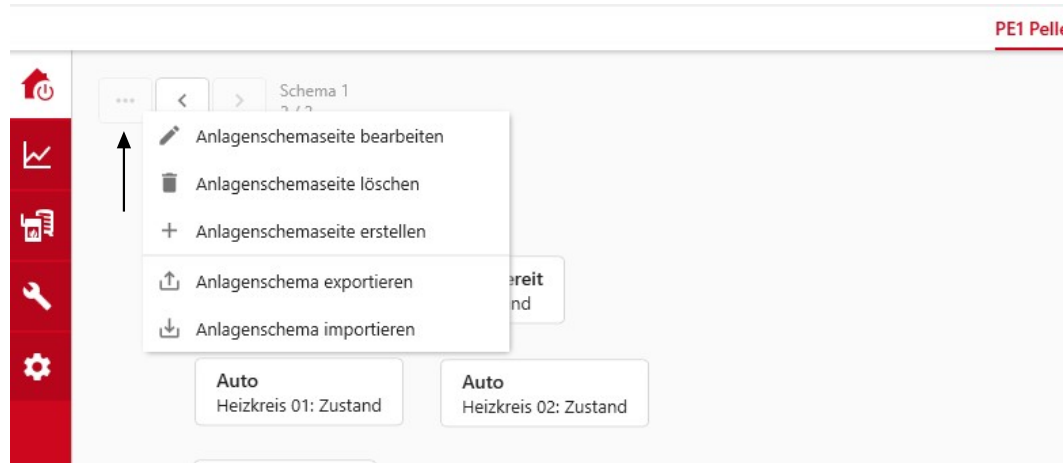 PE1
Schema 1
Anlagenschemaseite bearbeiten
Anlagenschemaseite löschen
Anlagenschemaseite erstellen
Anlagenschema exportieren
Anlagenschema importieren
Auto
Heizkreis 01: Zustand
Auto
Heizkreis 02: Zustand